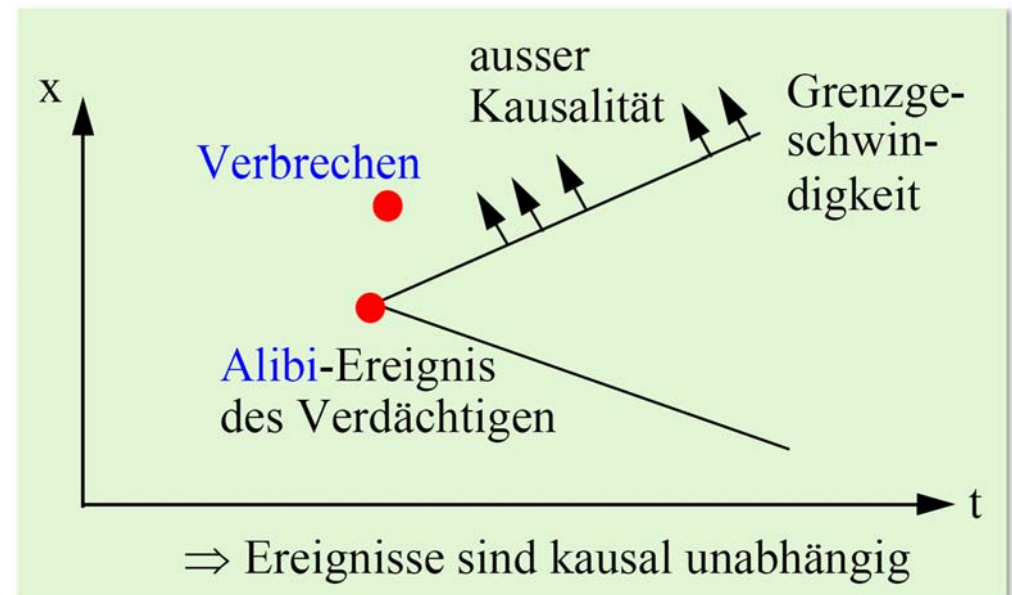 x
ausser
Kausalität
Grenzge-
schwin-
digkeit
Verbrechen
Alibi-Ereignis
des Verdächtigen
t
⇒ Ereignisse sind kausal unabhängig